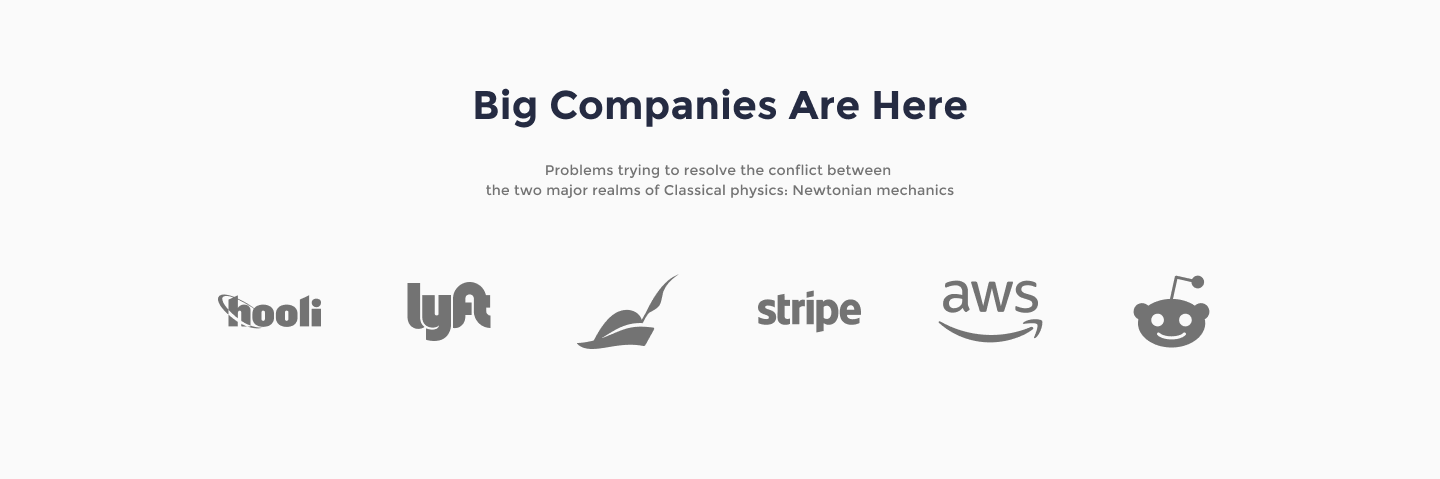 Big Companies Are Here
Problems trying to resolve the conflict between
the two major realms of Classical physics: Newtonian mechanics
hooli
lyft
stripe
aws